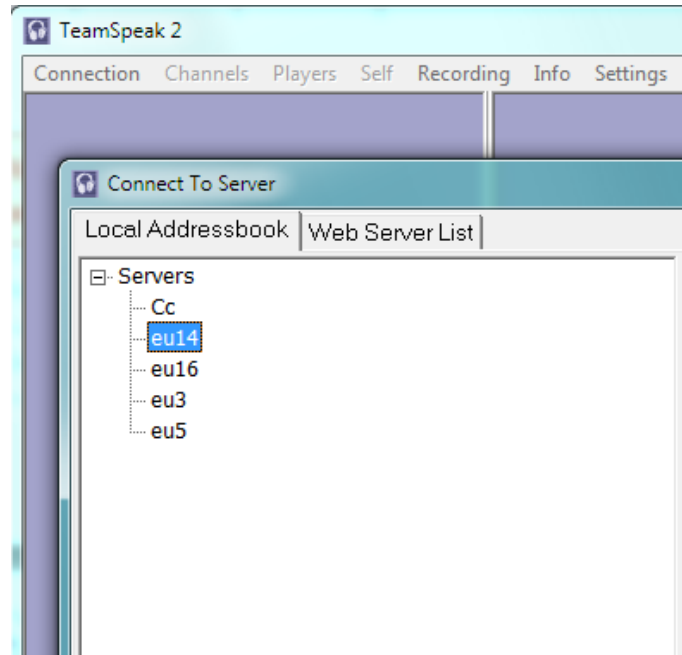 TeamSpeak 2
Connection Channels Players Self Recording Info Settings
Connect To Server
Local Addressbook Web Server List
Servers
Cc
eu14
eu16
eu3
eu5